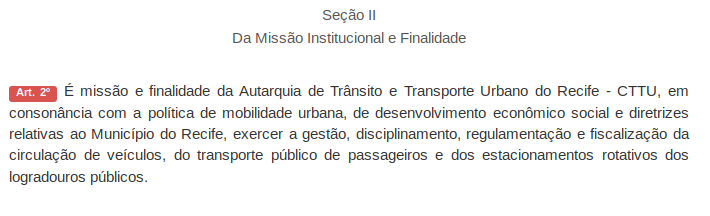 Seção II
Da Missão Institucional e Finalidade
Art. 2º É missão e finalidade da Autarquia de Trânsito e Transporte Urbano do Recife - CTTU, em
consonância com a política de mobilidade urbana, de desenvolvimento econômico social e diretrizes
relativas ao Município do Recife, exercer a gestão, disciplinamento, regulamentação e fiscalização da
circulação de veículos, do transporte público de passageiros e dos estacionamentos rotativos dos
logradouros públicos.